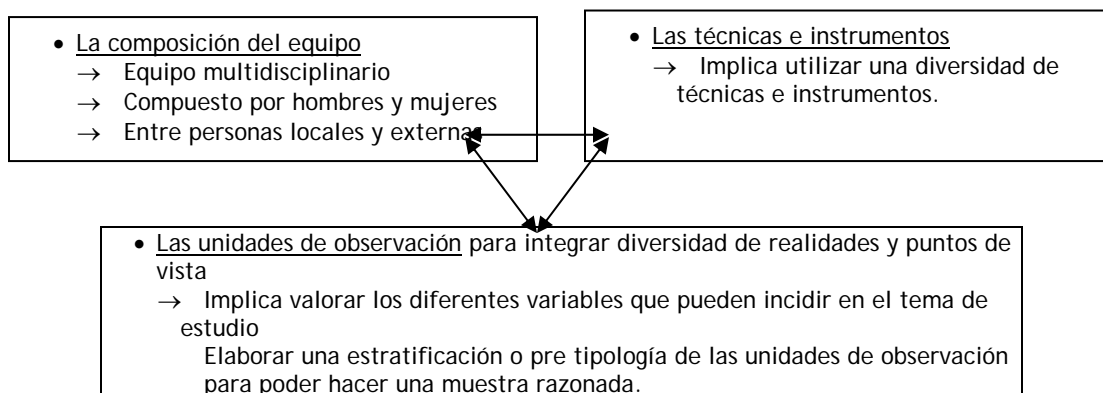 • La composición del equipo
→ Equipo multidisciplinario
→ Compuesto por hombres y mujeres
→ Entre personas locales y externas
• Las técnicas e instrumentos
→ Implica utilizar una diversidad de
técnicas e instrumentos.
• Las unidades de observación para integrar diversidad de realidades y puntos de
vista
→ Implica valorar los diferentes variables que pueden incidir en el tema de
estudio
Elaborar una estratificación o pre tipología de las unidades de observación
para poder hacer una muestra razonada.